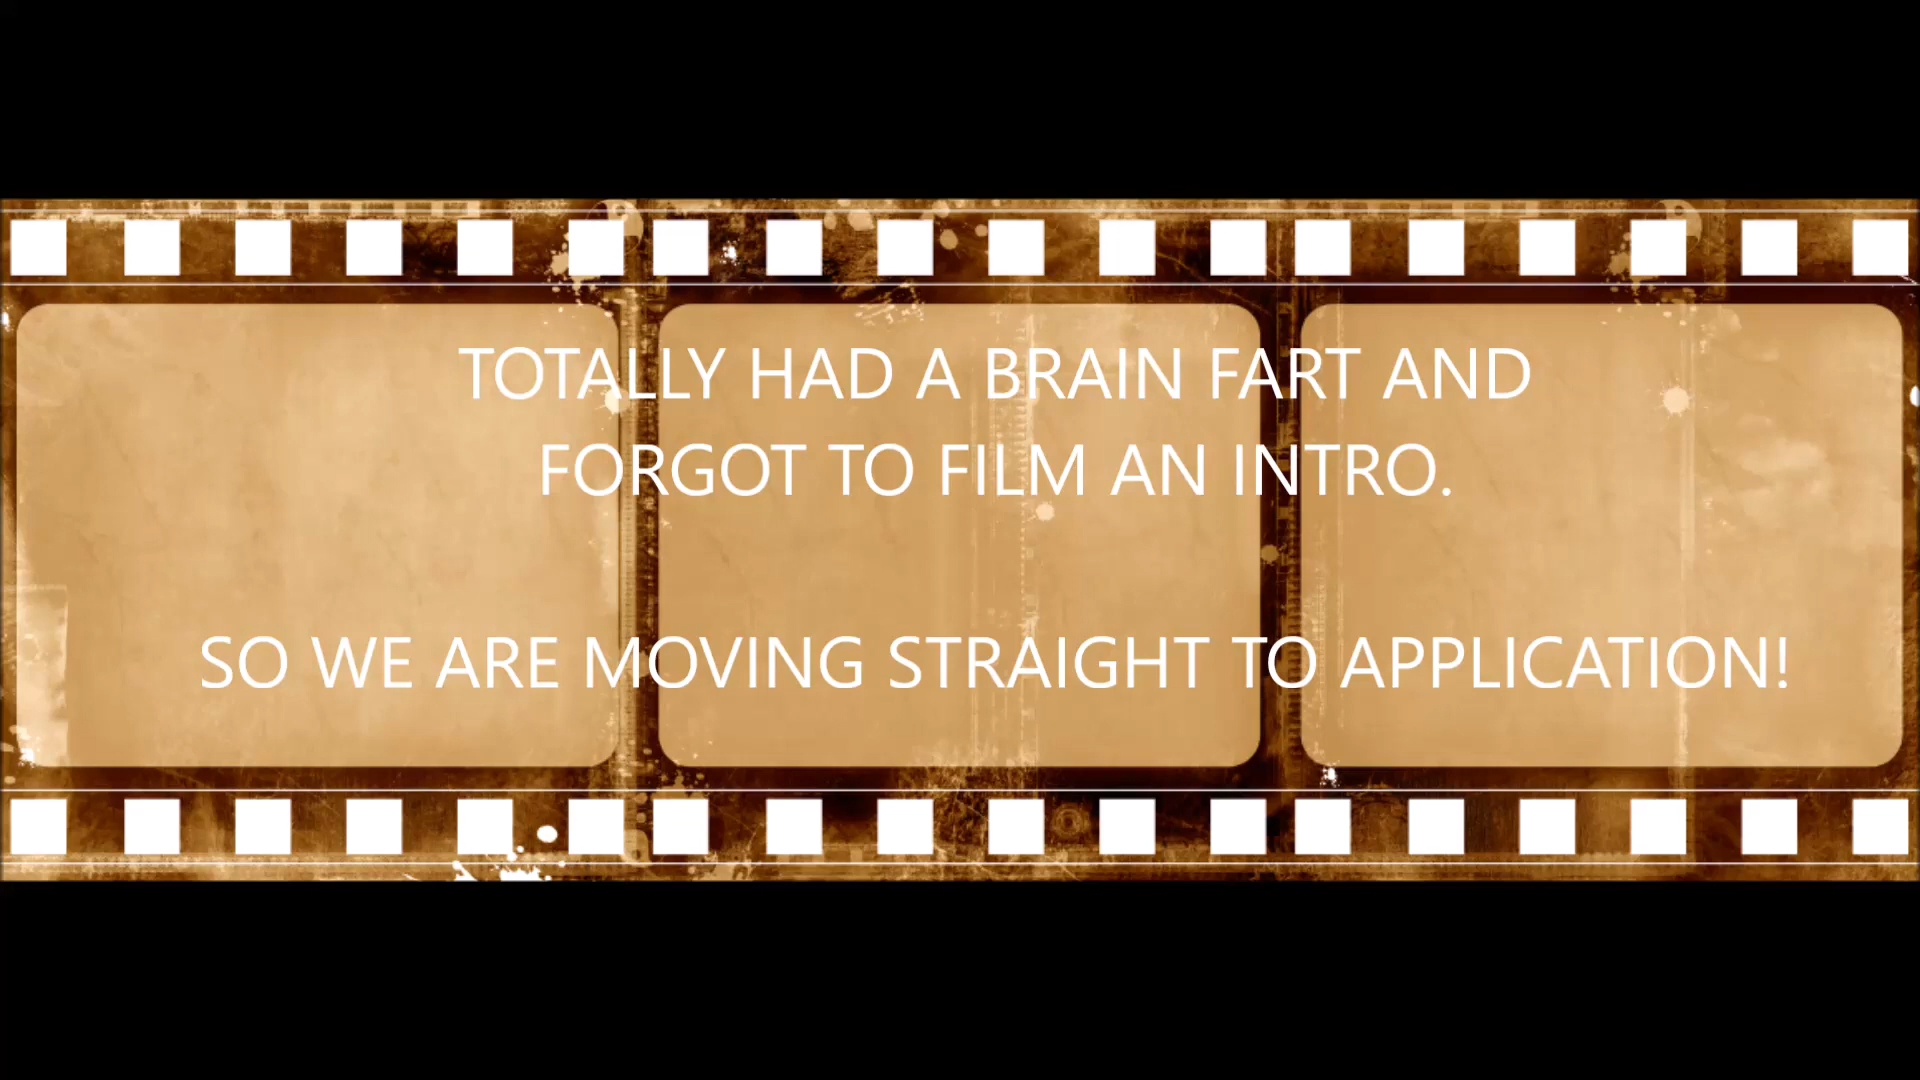 TOTALLY HAD A BRAIN FART AND
FORGOT TO FILM AN INTRO.
SO WE ARE MOVING STRAIGHT TO APPLICATION!